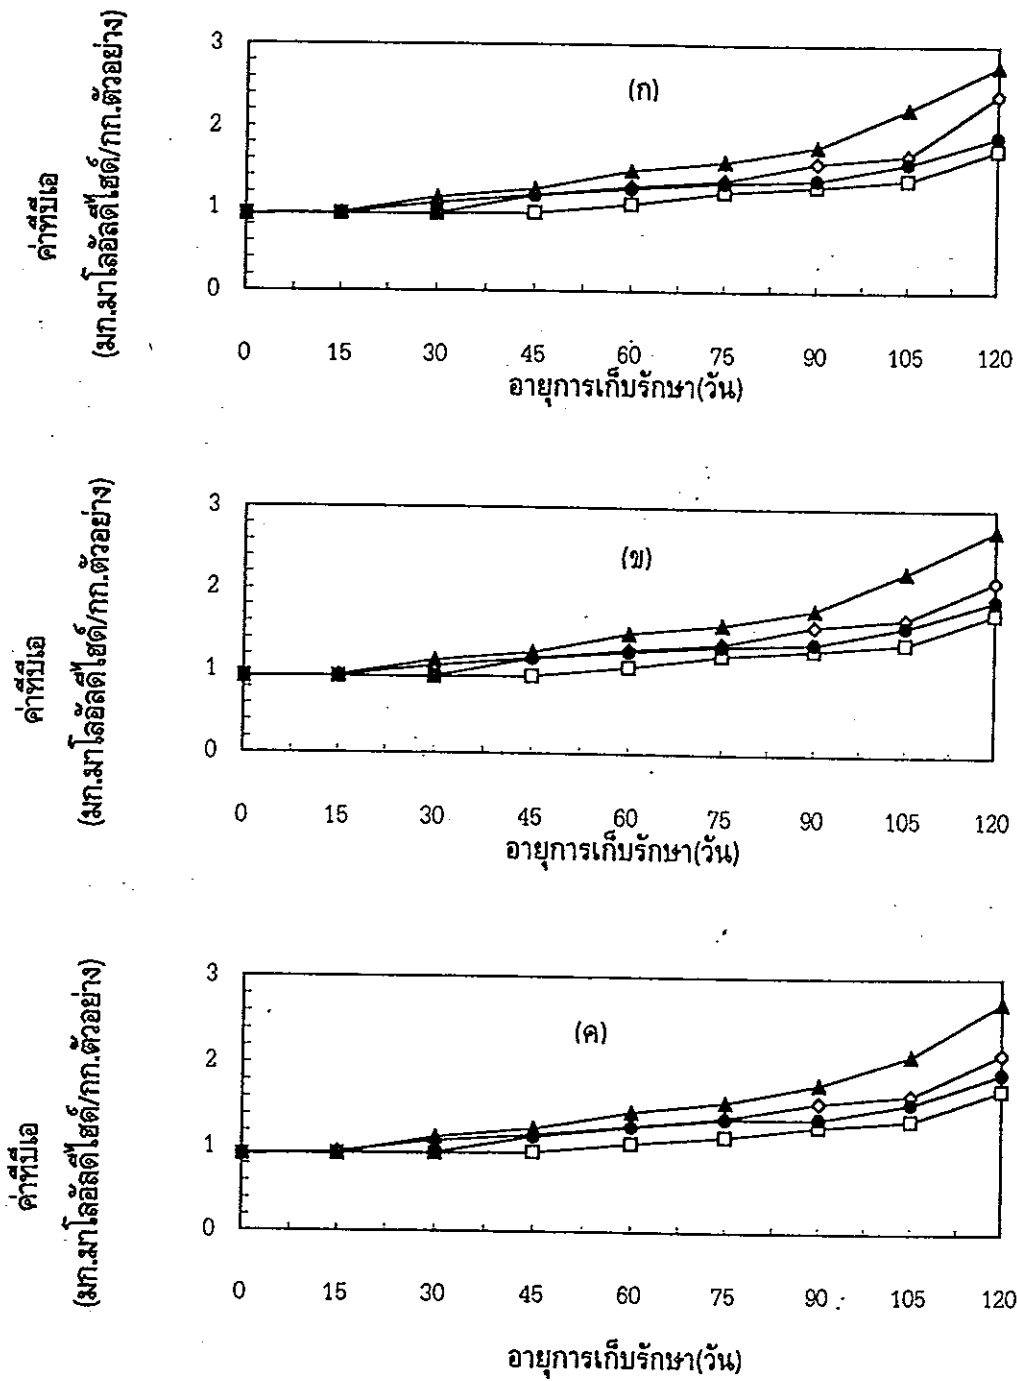 3
(ก)
2
1
0
ค่าทีบีเอ
(มก.มาโลอัลดีไฮด์/กก.ตัวอย่าง)
0 15 30 45 60 75 90 105 120
อายุการเก็บรักษา(วัน)
3
(ข)
2
1
0
ค่าทีบีเอ
(มก.มาโลอัลดีไฮด์/กก.ตัวอย่าง)
0 15 30 45 60 75 90 105 120
อายุการเก็บรักษา(วัน)
3
(ค)
2
1
0
ค่าทีบีเอ
(มก.มาโลอัลดีไฮด์/กก.ตัวอย่าง)
0 15 30 45 60 75 90 105 120
อายุการเก็บรักษา(วัน)